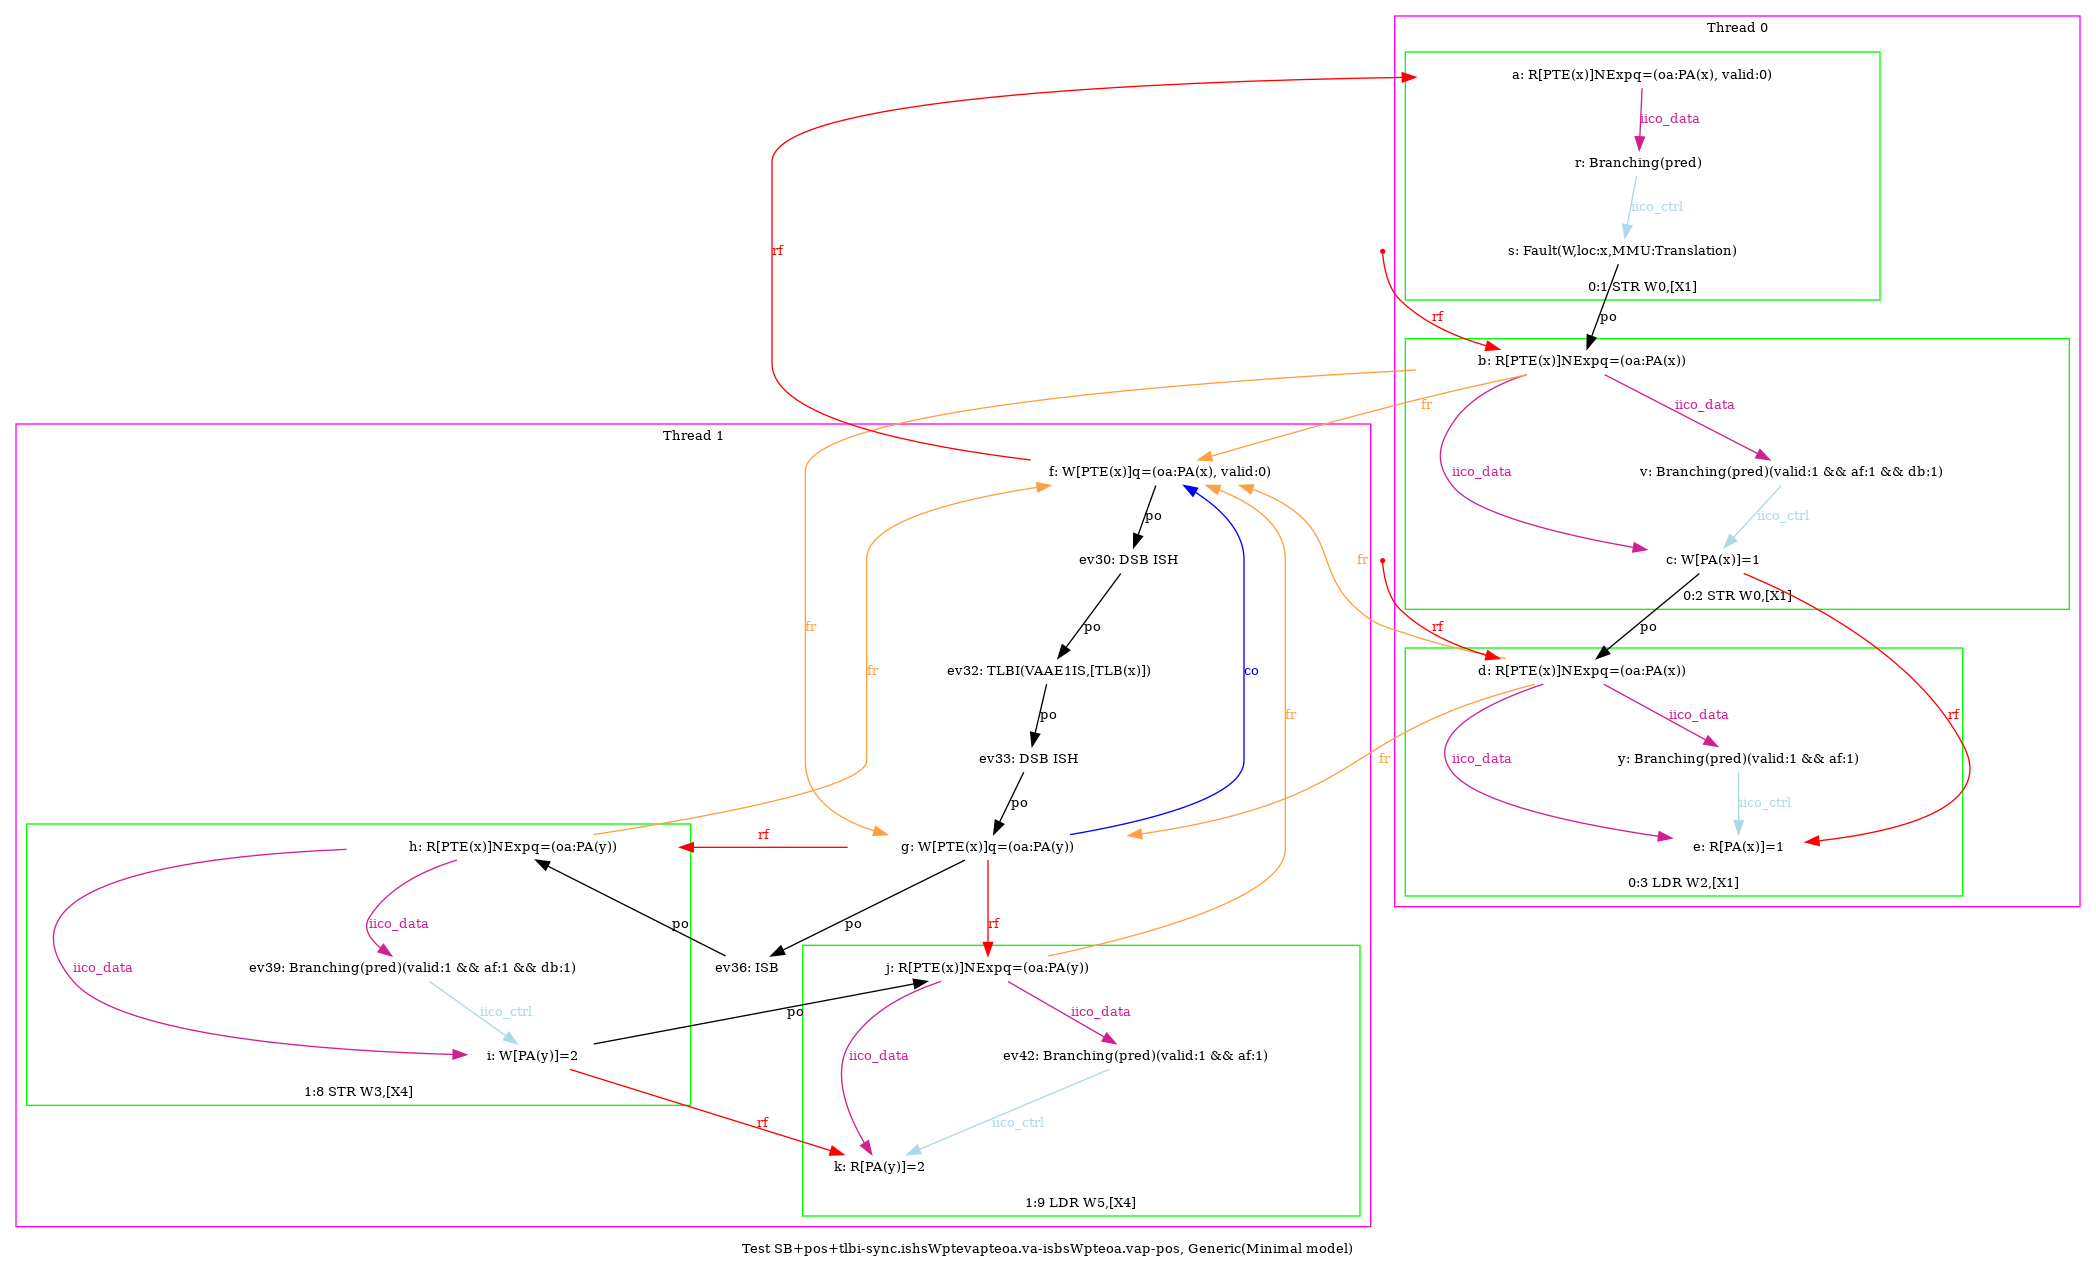 Thread 0
a: R[PTE(x)]NExpq=(oa:PA(x), valid:0)
iico_data
r: Branching(pred)
iico_ctrl
rf
s: Fault(W,loc:x,MMU:Translation)
0:1 STR W0,[X1]
rf
po
b: R[PTE(x)]NExpq=(oa:PA(x))
fr
iico_data
Thread 1
f: W[PTE(x)]q=(oa:PA(x), valid:0)
iico_data
v: Branching(pred)(valid:1 && af:1 && db:1)
po
iico_ctrl
ev30: DSB ISH
fr
c: W[PA(x)]=1
0:2 STR W0,[X1]
fr
po
rf
po
ev32: TLBI(VAAE1IS,[TLB(x)])
fr
co
d: R[PTE(x)]NExpq=(oa:PA(x))
po
fr
iico_data
rf
ev33: DSB ISH
fr
iico_data
y: Branching(pred)(valid:1 && af:1)
po
iico_ctrl
rf
h: R[PTE(x)]NExpq=(oa:PA(y))
g: W[PTE(x)]q=(oa:PA(y))
e: R[PA(x)]=1
0:3 LDR W2,[X1]
iico_data
po
po
rf
iico_data
ev39: Branching(pred)(valid:1 && af:1 && db:1)
ev36: ISB
j: R[PTE(x)]NExpq=(oa:PA(y))
iico_ctrl
po
iico_data
i: W[PA(y)]=2
iico_data
ev42: Branching(pred)(valid:1 && af:1)
1:8 STR W3,[X4]
rf
iico_ctrl
k: R[PA(y)]=2
1:9 LDR W5,[X4]
Test SB+pos+tlbi-sync.ishsWptevapteoa.va-isbsWpteoa.vap-pos, Generic(Minimal model)